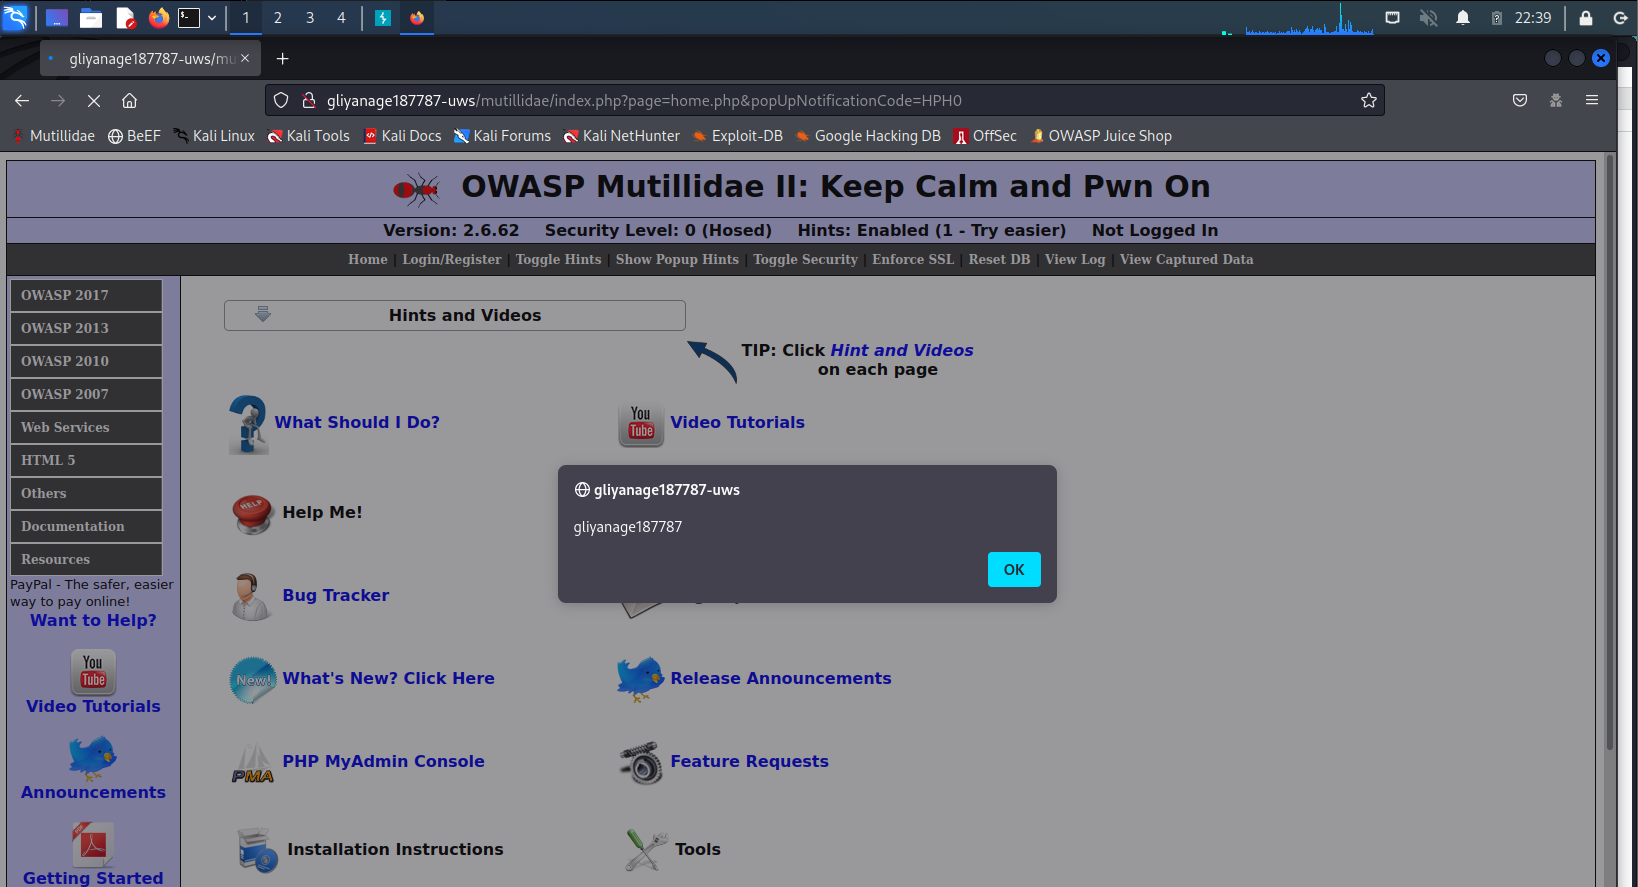 1 2 3 4 22:39
gliyanage187787-uws/mu
gliyanage187787-uws/mutillidae/index.php?page=home.php&popUpNotificationCode=HPH0
Mutillidae BeEF Kali Linux Kali Tools Kali Docs Kali Forums Kali NetHunter Exploit-DB Google Hacking DB OffSec OWASP Juice Shop
OWASP Mutillidae II: Keep Calm and Pwn On
Version: 2.6.62 Security Level: 0 (Hosed) Hints: Enabled (1 - Try easier) Not Logged In
Home | Login/Register | Toggle Hints | Show Popup Hints | Toggle Security | Enforce SSL | Reset DB | View Log | View Captured Data
OWASP 2017
OWASP 2013
OWASP 2010
OWASP 2007
Web Services
HTML 5
Others
Documentation
Resources
PayPal - The safer, easier
way to pay online!
Want to Help?
You
Tube
Video Tutorials
Announcements
Getting Started
Hints and Videos
TIP: Click Hint and Videos
on each page
What Should I Do?
You
Tube
Video Tutorials
HELP
Help Me!
gliyanage187787-uws
gliyanage187787
OK
Bug Tracker
New!
What's New? Click Here
Release Announcements
PMA
PHP MyAdmin Console
Feature Requests
Installation Instructions
Tools